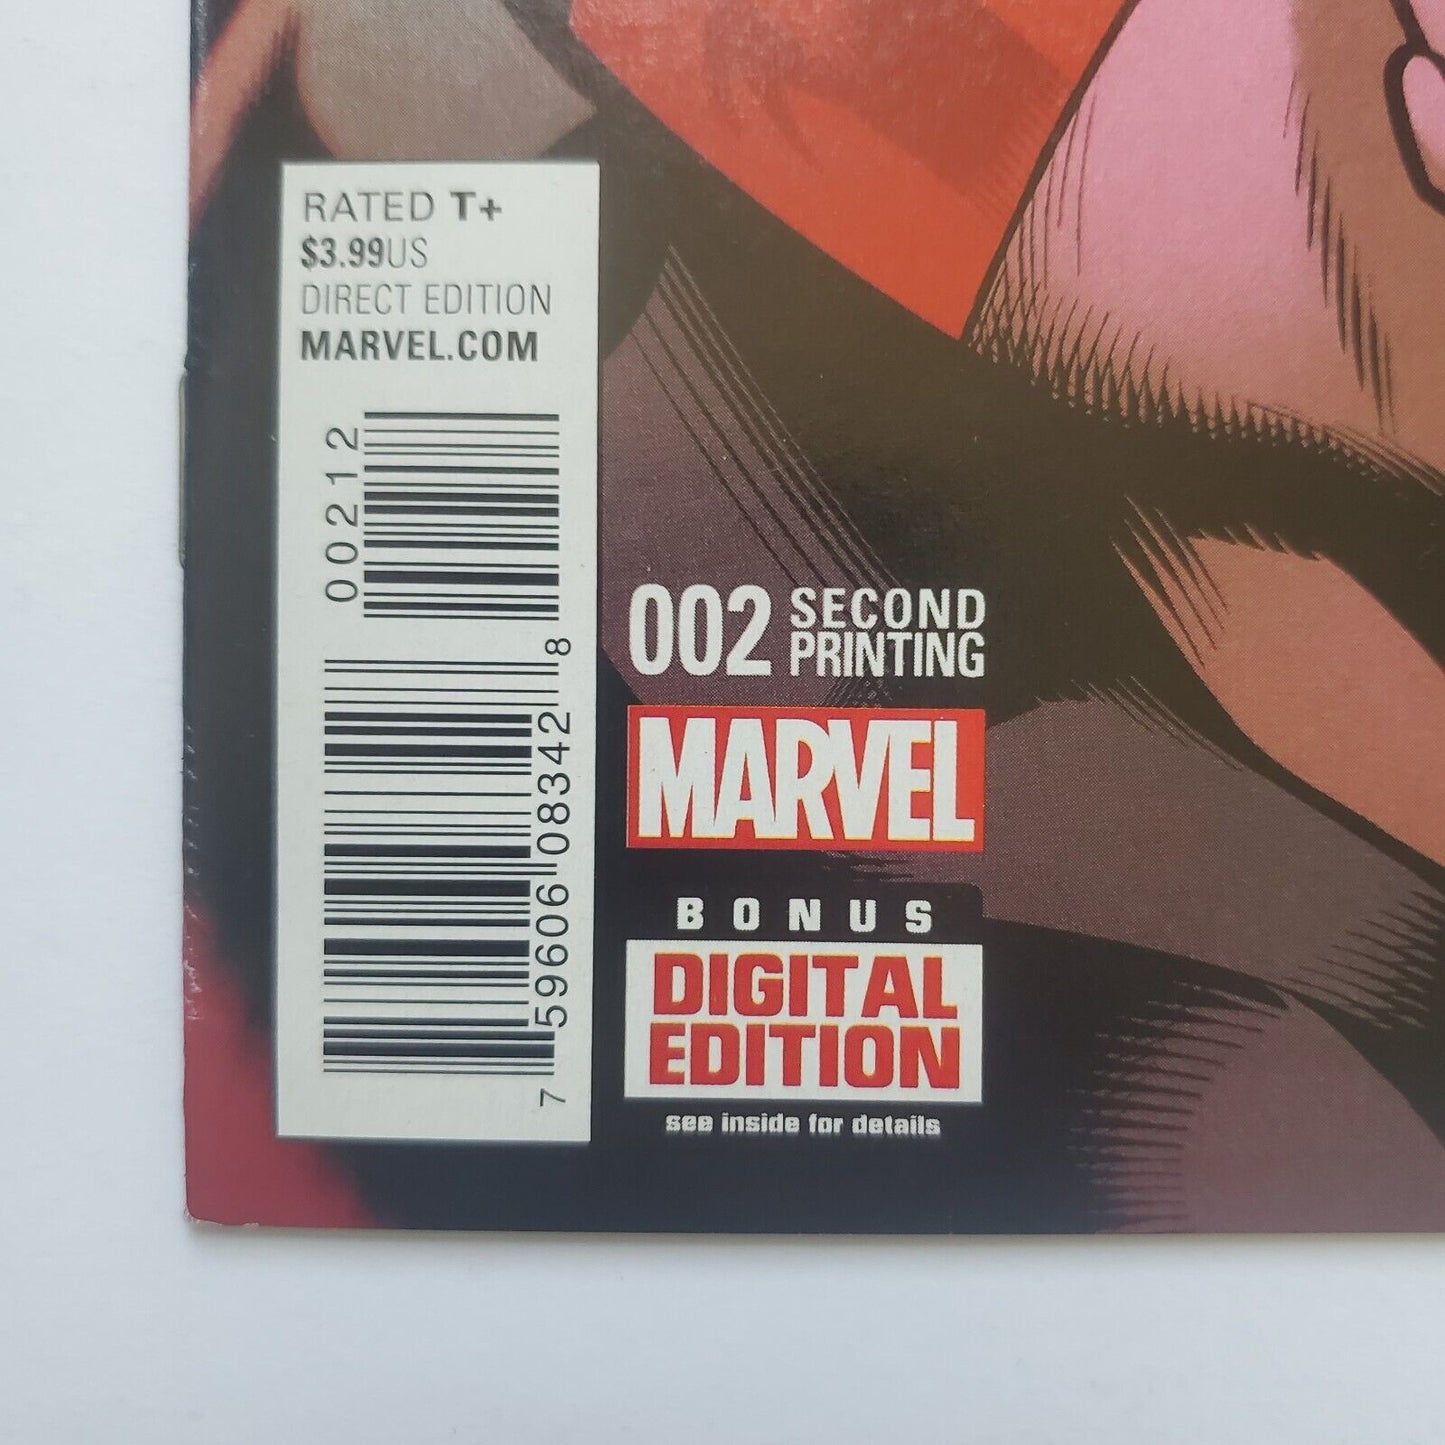 RATED T+
$3.99US
DIRECT EDITION
MARVEL.COM
00212
7 59606 08342 8
002 SECOND
PRINTING
MARVEL
BONUS
DIGITAL
EDITION
see inside for details